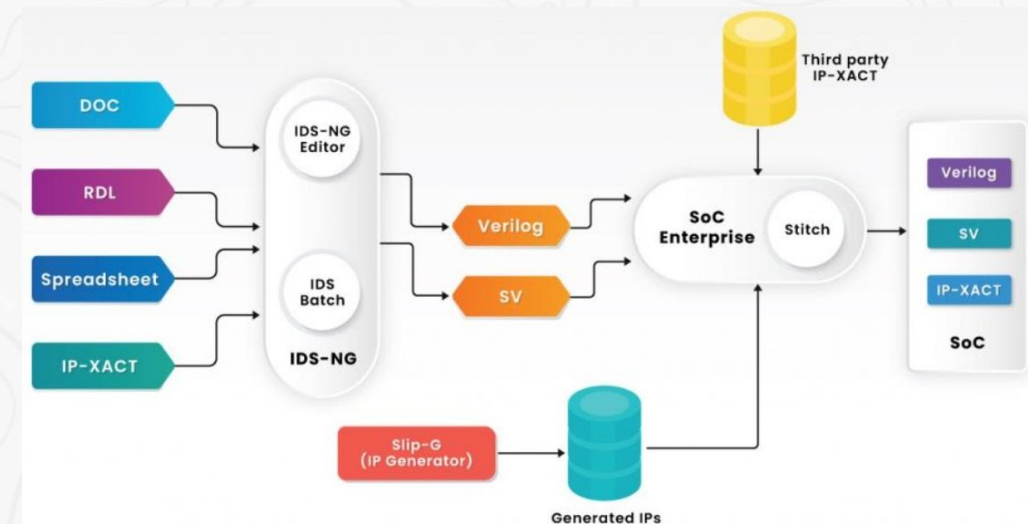 DOC
RDL
Spreadsheet
IP-XACT
IDS-NG
Editor
IDS
Batch
IDS-NG
Verilog
SV
Slip-G
(IP Generator)
Generated IPs
Third party
IP-XACT
SoC
Enterprise
Stitch
Verilog
SV
IP-XACT
SoC